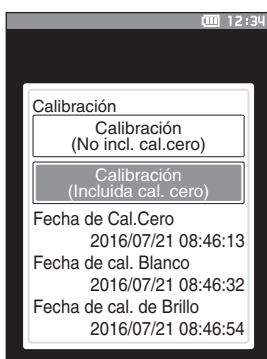 12:34
Calibración
Calibración
(No incl. cal.cero)
Calibración
(Incluida cal. cero)
Fecha de Cal.Cero
2016/07/21 08:46:13
Fecha de cal. Blanco
2016/07/21 08:46:32
Fecha de cal. de Brillo
2016/07/21 08:46:54